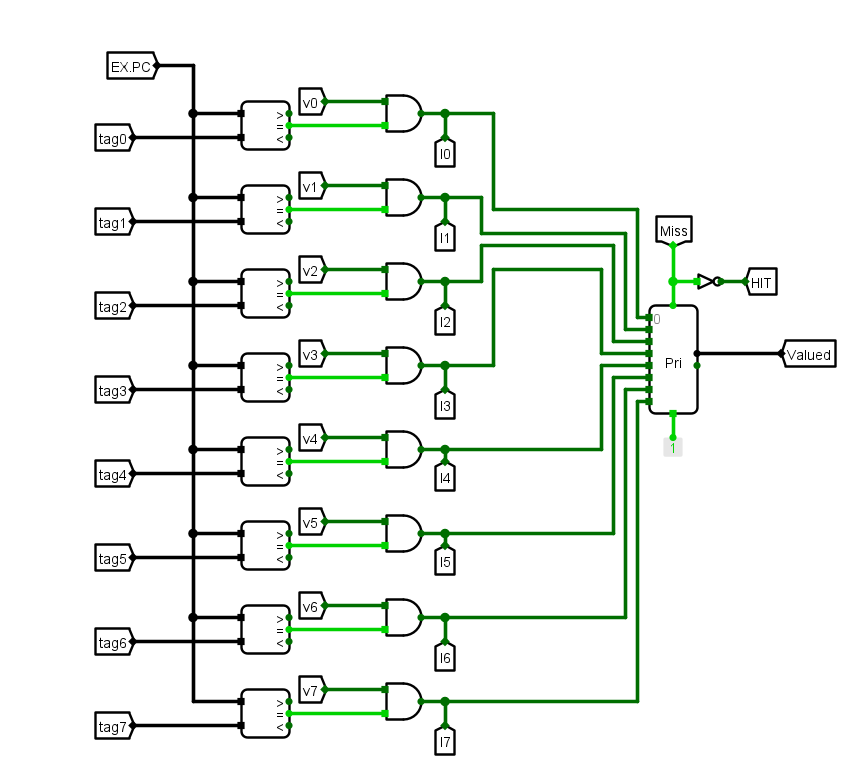 EX.PC
v0
>
=
<
tag0
I0
v1
>
=
<
tag1
I1
Miss
v2
>
=
<
tag2
I2
HIT
0
v3
>
=
<
tag3
I3
Pri
Valued
v4
>
=
<
tag4
I4
1
v5
>
=
<
tag5
I5
v6
>
=
<
tag6
I6
v7
>
=
<
tag7
I7